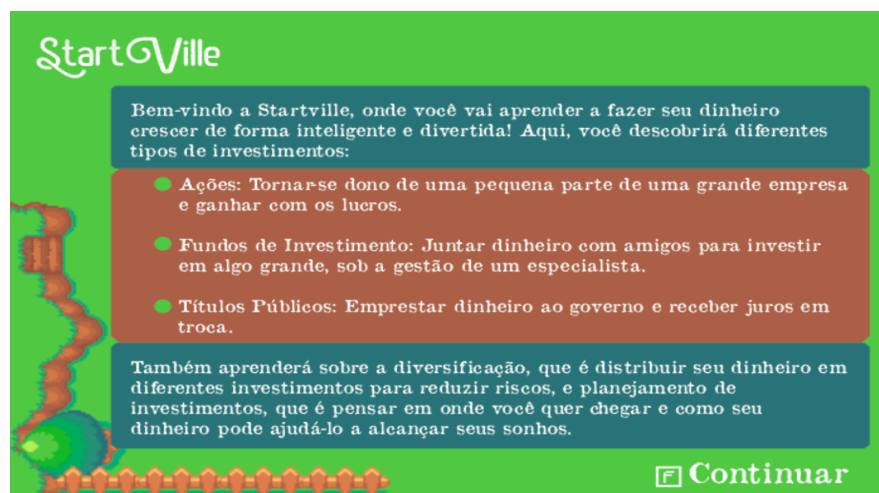 StartVille
Bem-vindo a Startville, onde você vai aprender a fazer seu dinheiro
crescer de forma inteligente e divertida! Aqui, você descobrirá diferentes
tipos de investimentos:
Ações: Tornar-se dono de uma pequena parte de uma grande empresa
e ganhar com os lucros.
Fundos de Investimento: Juntar dinheiro com amigos para investir
em algo grande, sob a gestão de um especialista.
Títulos Públicos: Emprestar dinheiro ao governo e receber juros em
troca.
Também aprenderá sobre a diversificação, que é distribuir seu dinheiro em
diferentes investimentos para reduzir riscos, e planejamento de
investimentos, que é pensar em onde você quer chegar e como seu
dinheiro pode ajudá-lo a alcançar seus sonhos.
F Continuar